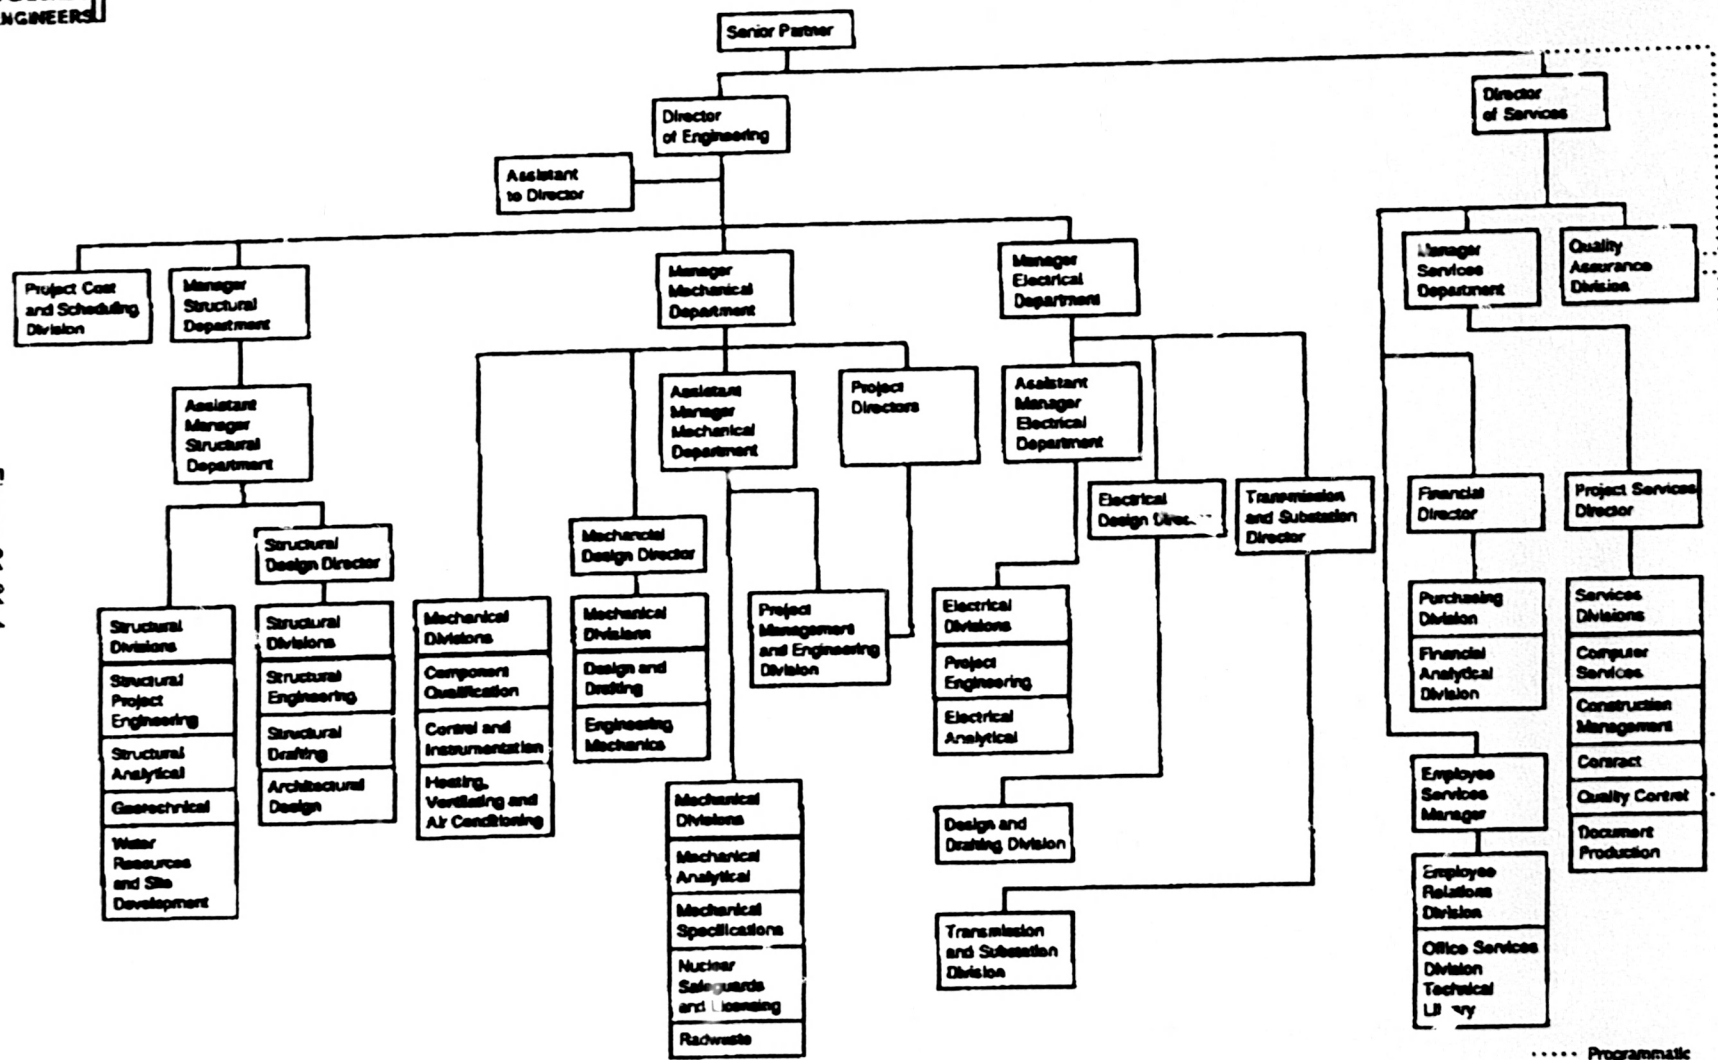 NGINEERS
Senior Partner
Director
of Engineering
Director
of Services
Assistant
to Director
Project Cost
and Scheduling
Division
Manager
Structural
Department
Manager
Mechanical
Department
Manager
Electrical
Department
Manager
Services
Department
Quality
Assurance
Division
Assistant
Manager
Structural
Department
Assistant
Manager
Mechanical
Department
Project
Directors
Assistant
Manager
Electrical
Department
Structural
Design Director
Mechancial
Design Director
Electrical
Design
Transmission
and Substation
Director
Financial
Director
Project Services
Director
Structural
Divisions
Structural
Project
Engineering
Structural
Analytical
Geotechnical
Water
Resources
and Site
Development
Structural
Divisions
Structural
Engineering
Structural
Drafting
Architectural
Design
Mechanical
Divisions
Component
Qualification
Control and
Instrumentation
Heating,
Ventilating and
Air Conditioning
Mechanical
Divisions
Design and
Drafting
Engineering
Mechanics
Project
Management
and Engineering
Division
Mechanical
Divisions
Mechanical
Analytical
Mechanical
Specifications
Nuclear
Safeguards
and Licensing
Radwaste
Electrical
Divisions
Project
Engineering
Electrical
Analytical
Design and
Drafting Division
Transmission
and Substation
Division
Purchasing
Division
Financial
Analytical
Division
Employee
Services
Manager
Employee
Relations
Division
Office Services
Division
Technical
Library
Services
Divisions
Computer
Services
Construction
Management
Contract
Quality Control
Document
Production
..... Programmatic